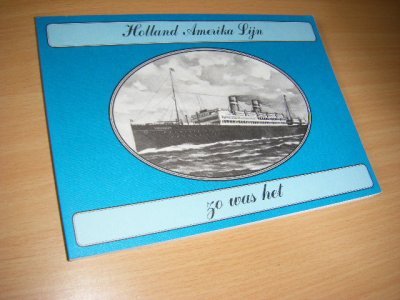 Holland Amerika Lijn
zo was het